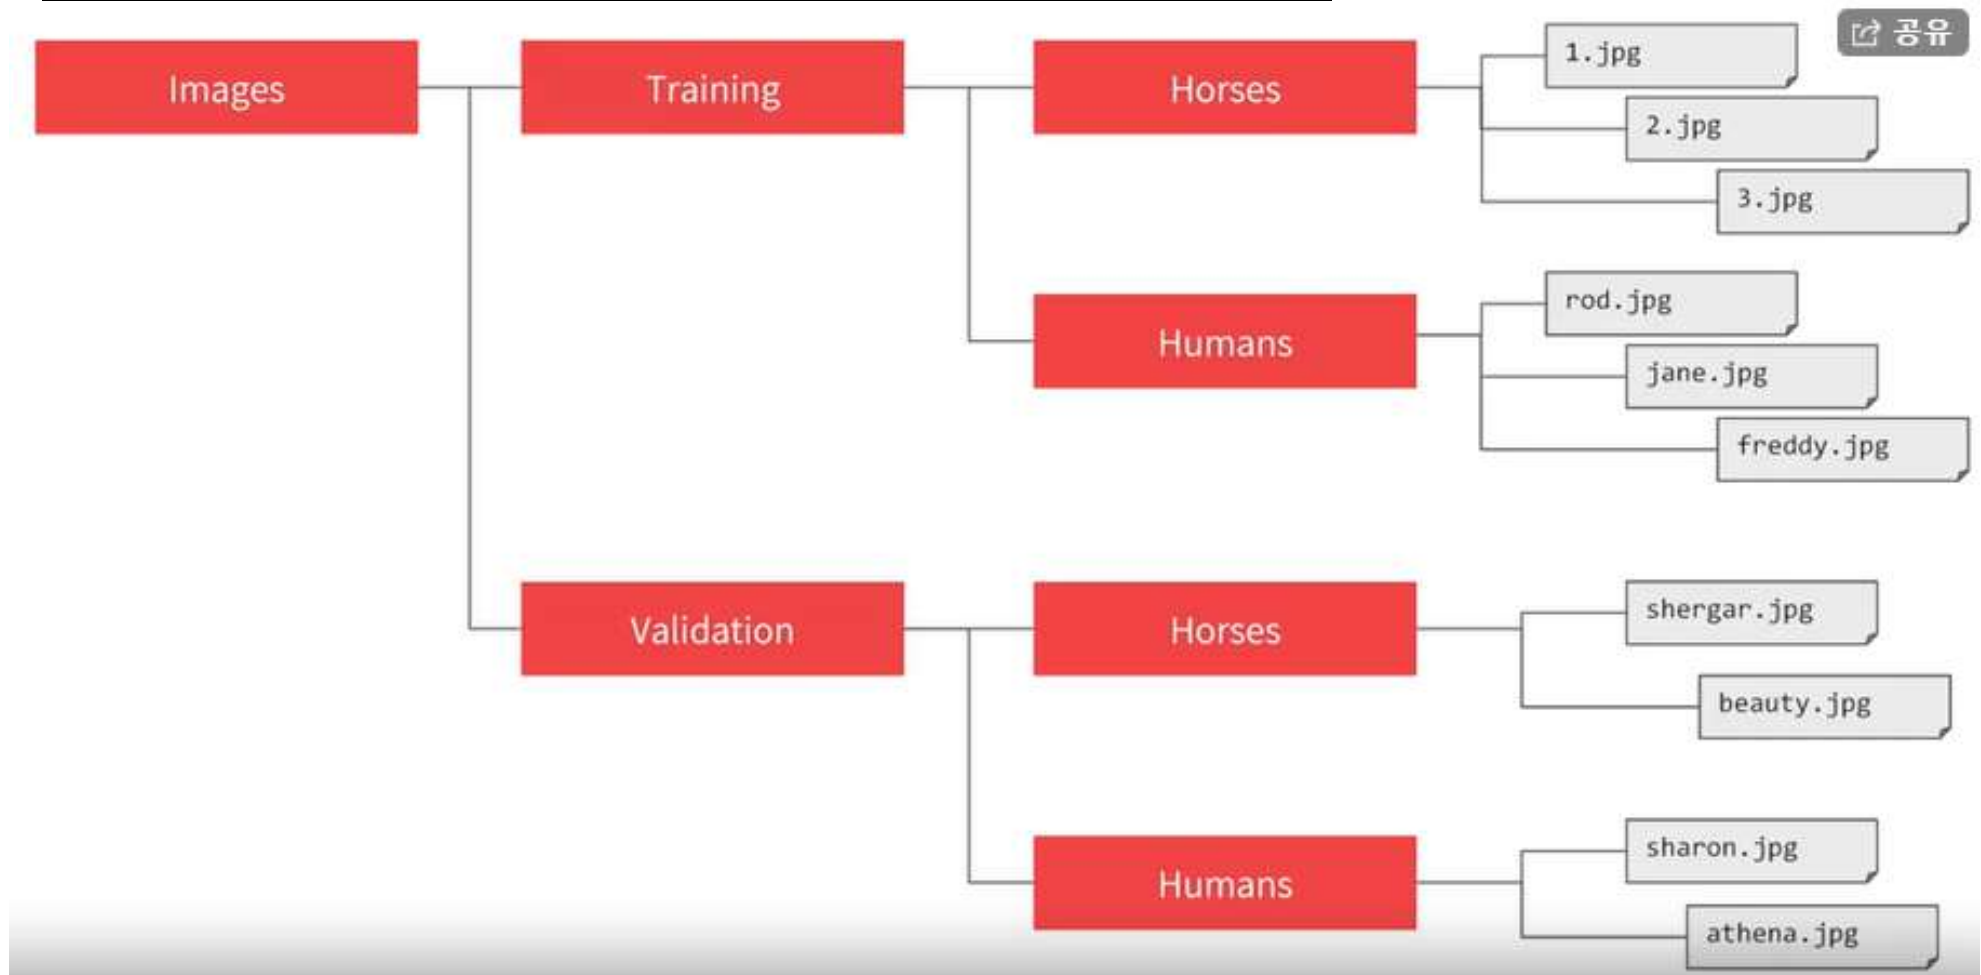 공유
Images
Training
Horses
1.jpg
2.jpg
3.jpg
Humans
rod.jpg
jane.jpg
freddy.jpg
Validation
Horses
shergar.jpg
beauty.jpg
Humans
sharon.jpg
athena.jpg